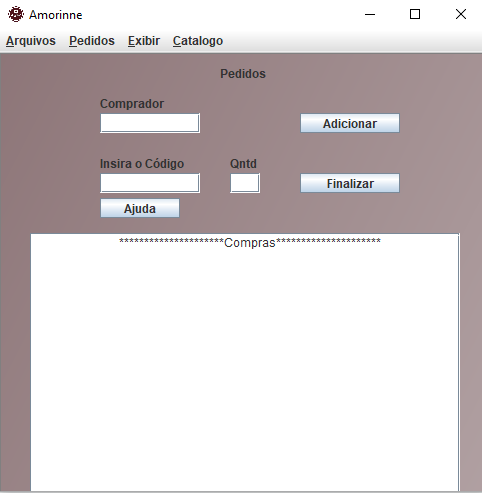 Amorinne
Arquivos Pedidos Exibir Catalogo
Pedidos
Comprador
Adicionar
Insira o Código Qntd
Finalizar
Ajuda
*********************Compras*********************